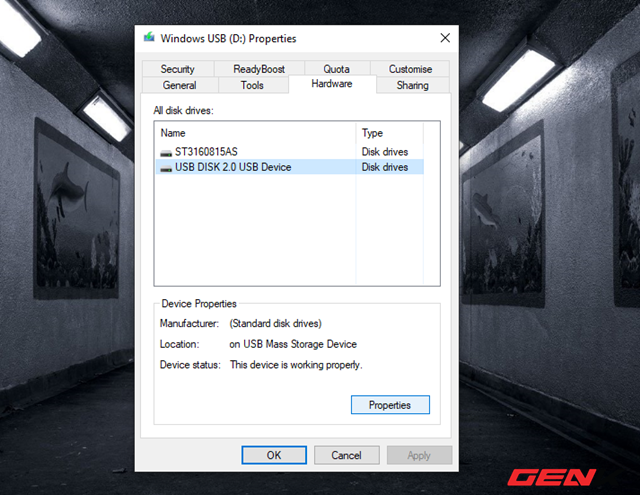 Windows USB (D:) Properties
Security ReadyBoost Quota Customise
General Tools Hardware Sharing
All disk drives:
Name Type
ST3160815AS Disk drives
USB DISK 2.0 USB Device Disk drives
Device Properties
Manufacturer: (Standard disk drives)
Location: on USB Mass Storage Device
Device status: This device is working properly.
Properties
OK Cancel Apply
GEN